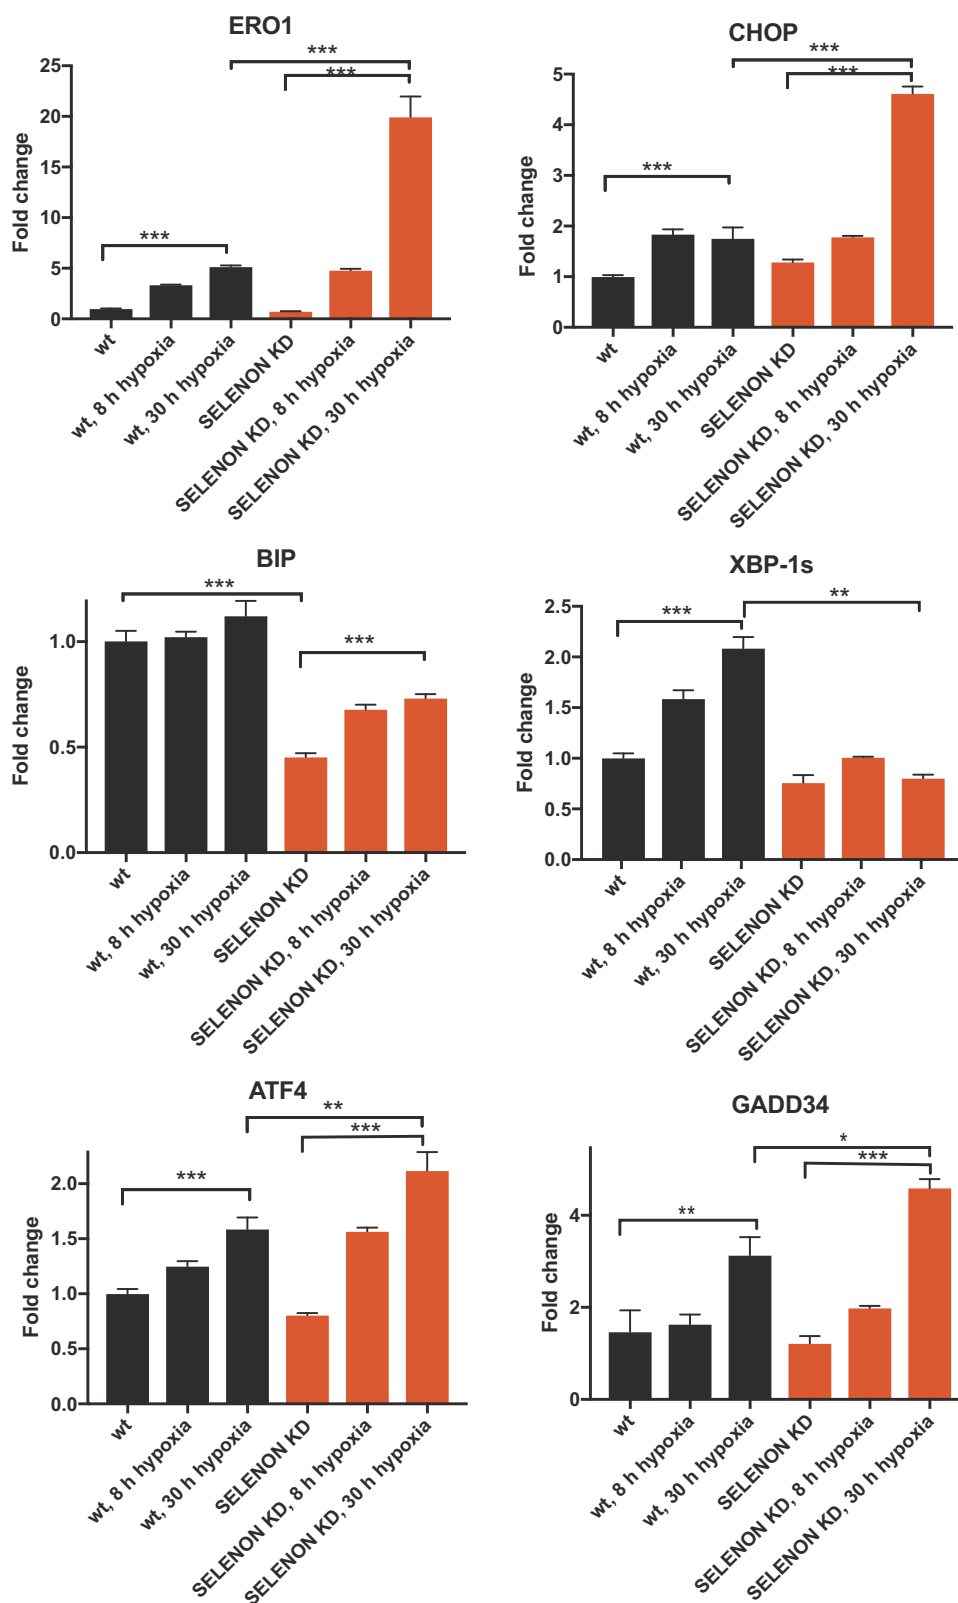 ERO1
***
***
***
25
20
15
10
5
0
Fold change
wt
wt, 8 h hypoxia
wt, 30 h hypoxia
SELENON KD
SELENON KD, 8 h hypoxia
SELENON KD, 30 h hypoxia
CHOP
***
***
***
5
4
3
2
1
0
Fold change
wt
wt, 8 h hypoxia
wt, 30 h hypoxia
SELENON KD
SELENON KD, 8 h hypoxia
SELENON KD, 30 h hypoxia
BIP
***
***
1.0
0.5
0.0
Fold change
wt
wt, 8 h hypoxia
wt, 30 h hypoxia
SELENON KD
SELENON KD, 8 h hypoxia
SELENON KD, 30 h hypoxia
XBP-1s
**
***
2.5
2.0
1.5
1.0
0.5
0.0
Fold change
wt
wt, 8 h hypoxia
wt, 30 h hypoxia
SELENON KD
SELENON KD, 8 h hypoxia
SELENON KD, 30 h hypoxia
ATF4
**
***
***
2.0
1.5
1.0
0.5
0.0
Fold change
wt
wt, 8 h hypoxia
wt, 30 h hypoxia
SELENON KD
SELENON KD, 8 h hypoxia
SELENON KD, 30 h hypoxia
GADD34
*
***
**
4
2
0
Fold change
wt
wt, 8 h hypoxia
wt, 30 h hypoxia
SELENON KD
SELENON KD, 8 h hypoxia
SELENON KD, 30 h hypoxia